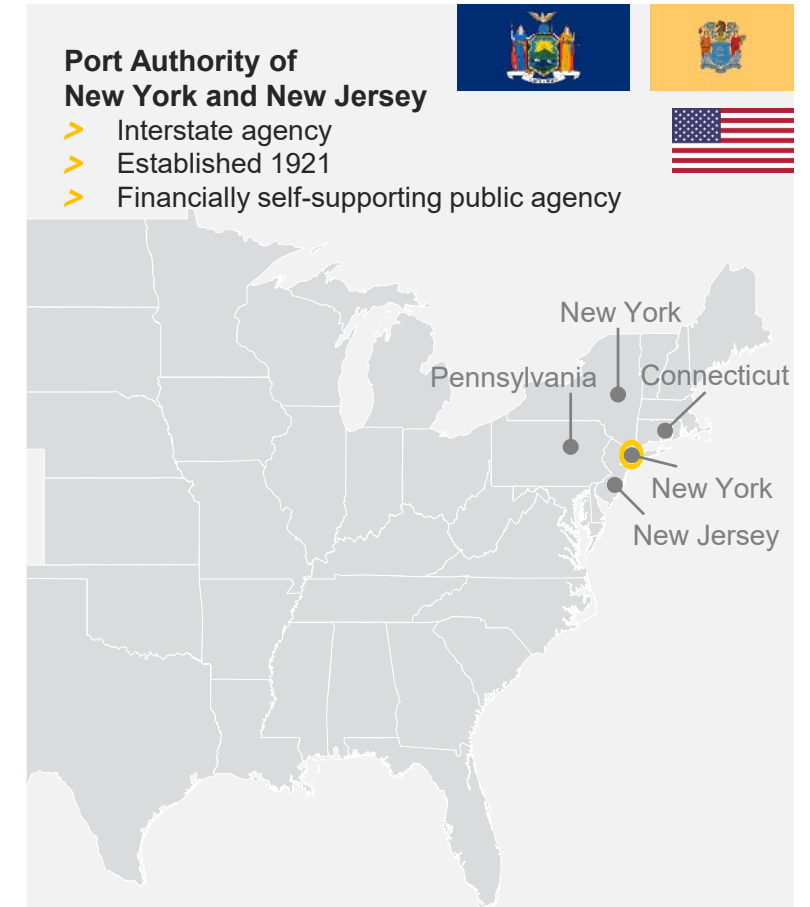 Port Authority of
New York and New Jersey
> Interstate agency
> Established 1921
> Financially self-supporting public agency
New York
Pennsylvania
Connecticut
New York
New Jersey